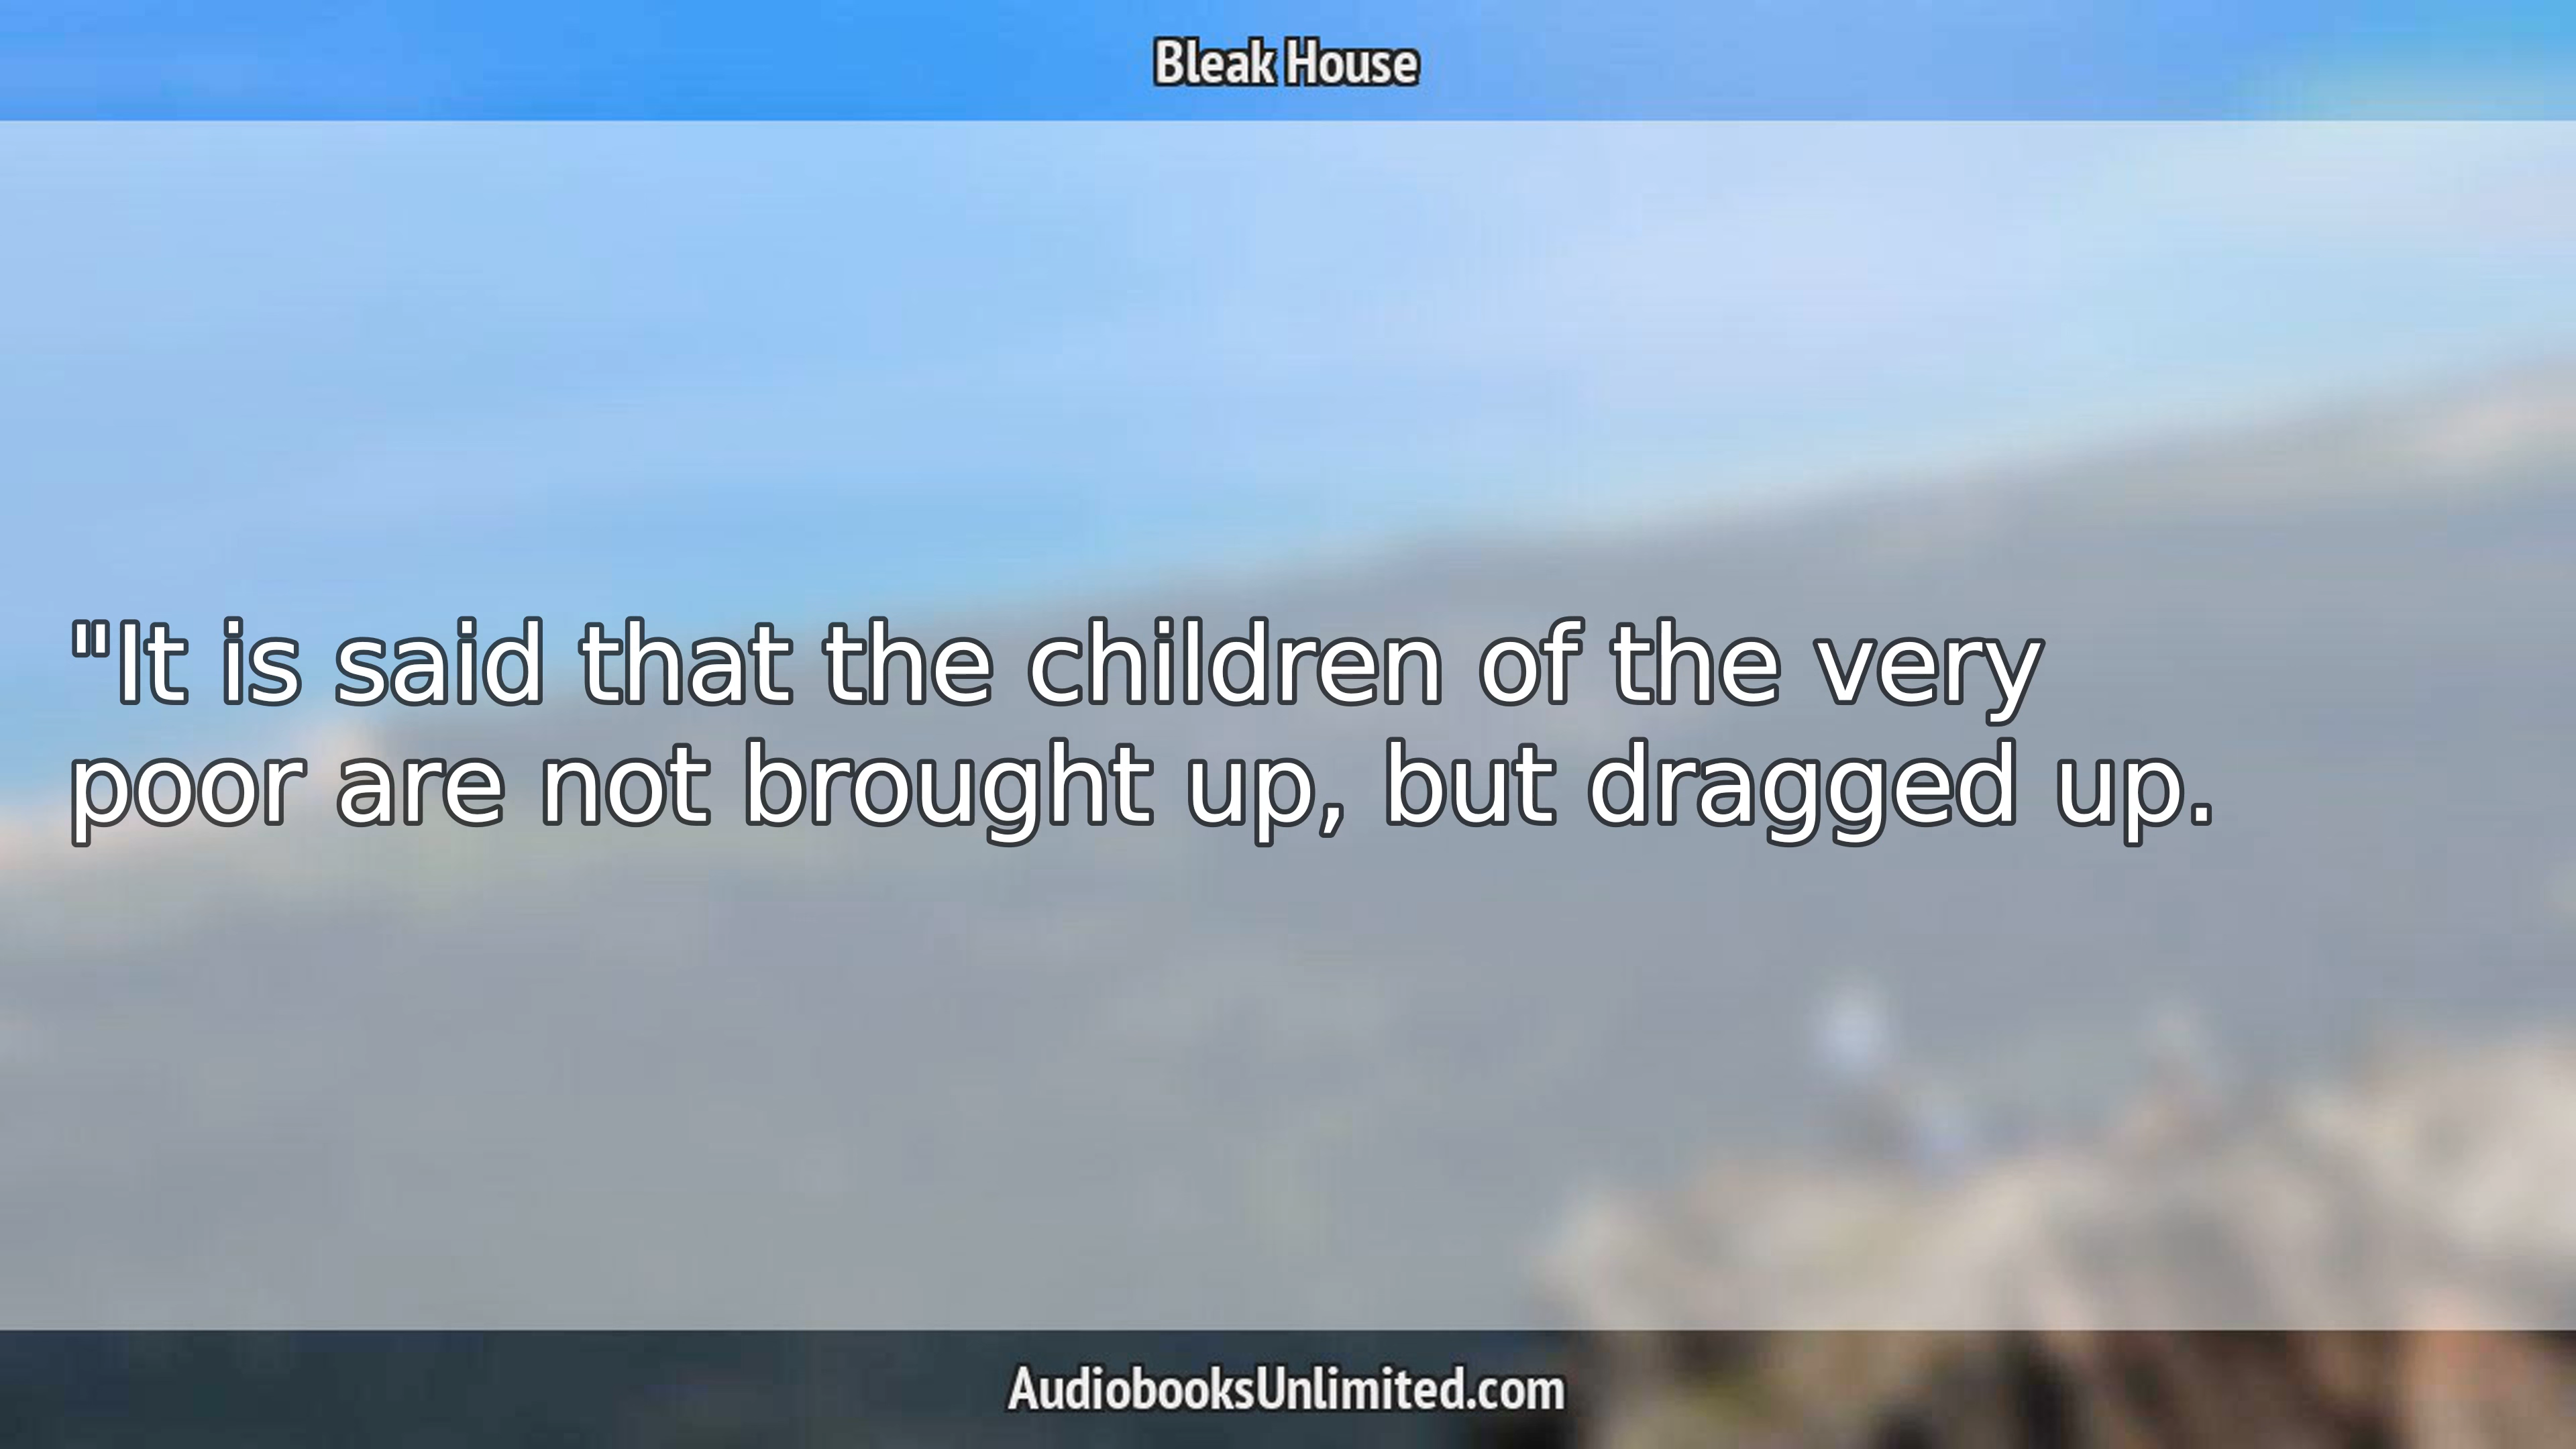 Bleak House
"It is said that the children of the very
poor are not brought up, but dragged up.
AudiobooksUnlimited.com